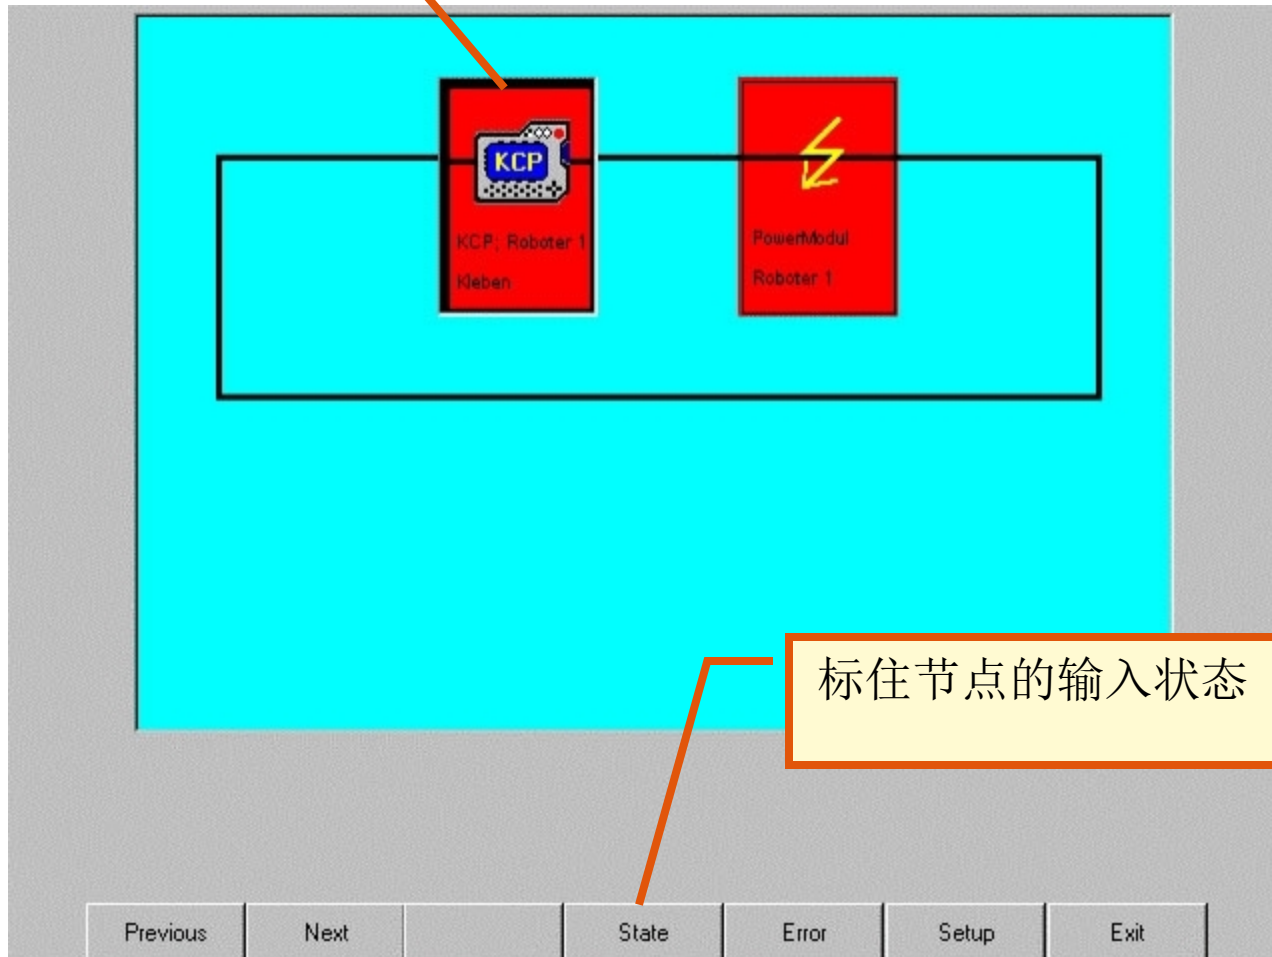 KCP
KCP; Roboter 1
Kleben
PowerModul
Roboter 1
标住节点的输入状态
Previous
Next
State
Error
Setup
Exit